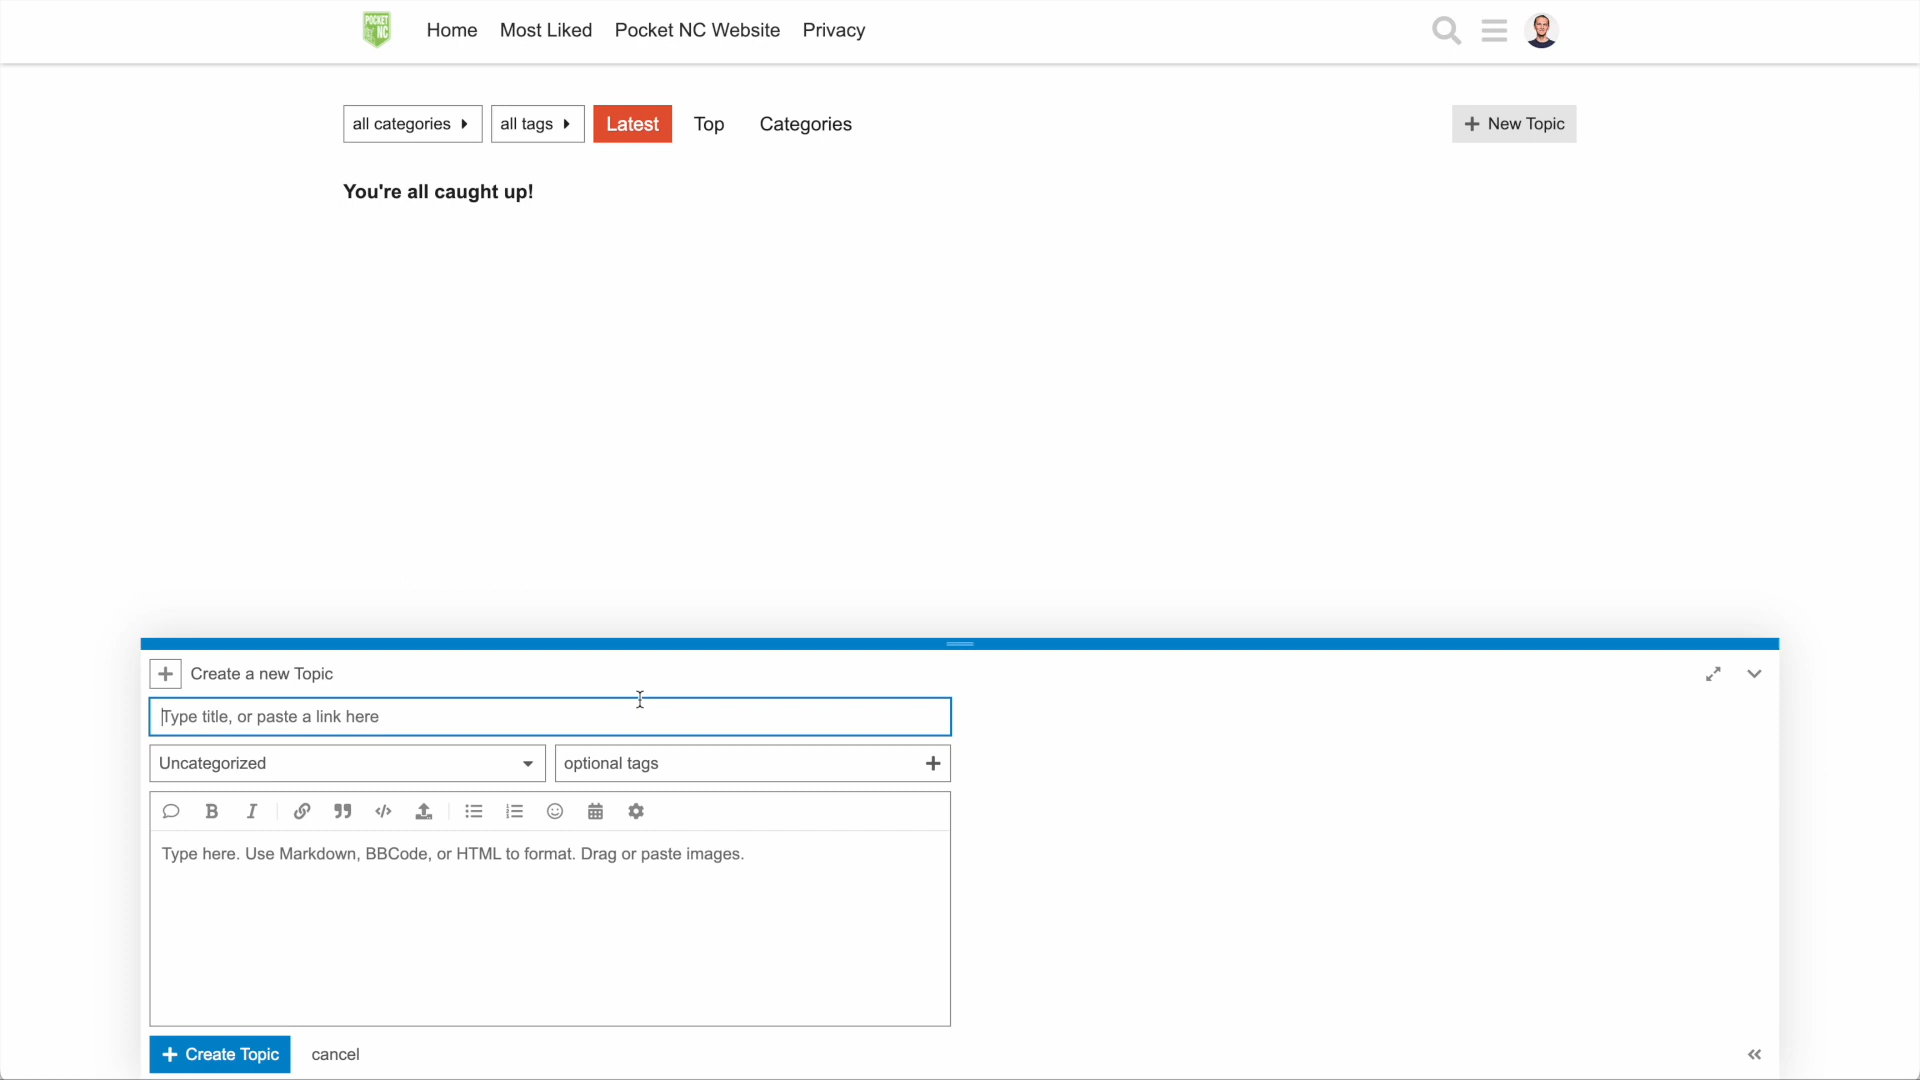 POCKET
NC
Home Most Liked Pocket NC Website Privacy
all categories all tags Latest Top Categories New Topic
You're all caught up!
Create a new Topic
Type title, or paste a link here
Uncategorized optional tags
B I
Type here. Use Markdown, BBCode, or HTML to format. Drag or paste images.
Create Topic cancel